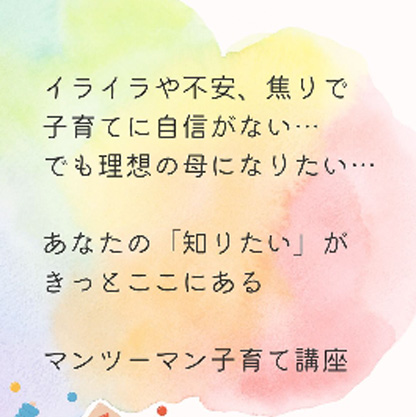 イライラや不安、焦りで
子育てに自信がない…
でも理想の母になりたい…
あなたの「知りたい」が
きっとここにある
マンツーマン子育て講座